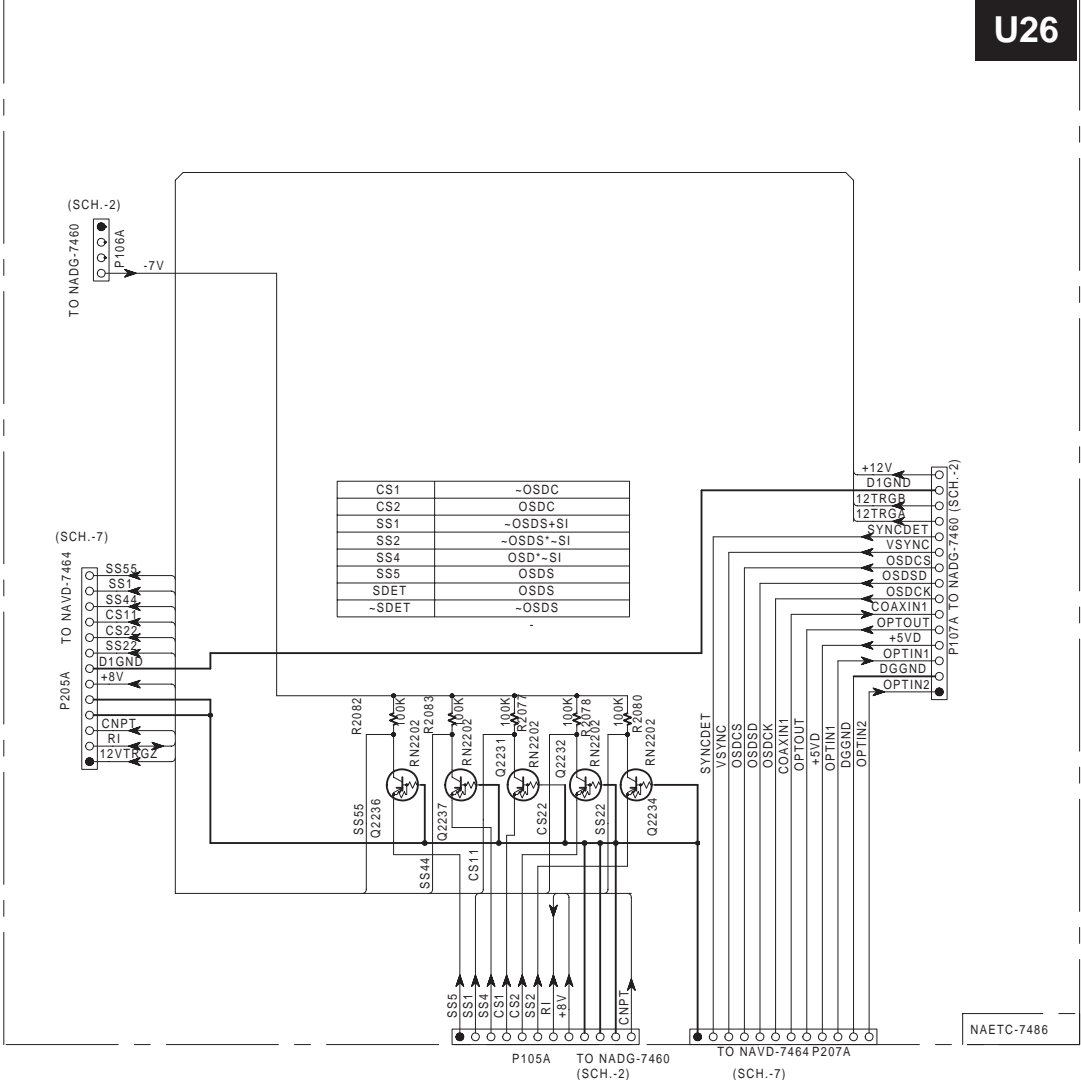 U26
(SCH.-2)
TO NADG-7460
P106A
-7V
CS1 ~OSDC
CS2 OSDC
SS1 ~OSDS+SI
SS2 ~OSDS*~SI
SS4 OSD*~SI
SS5 OSDS
SDET OSDS
~SDET ~OSDS
-
+12V
D1GND
12TRGB
12TRGA
SYNCDET
VSYNC
OSDCS
OSDSD
OSDCK
COAXIN1
OPTOUT
+5VD
OPTIN1
DGGND
OPTIN2
P107A TO NADG-7460 (SCH.-2)
(SCH.-7)
TO NAVD-7464
P205A
SS55
SS1
SS44
CS11
CS22
SS22
D1GND
+8V
CNPT
RI
12VTRGZ
R2082
100K
R2083
100K
R2077
100K
R2078
100K
R2080
100K
RN2202
RN2202
RN2202
RN2202
RN2202
Q2236
Q2237
Q2231
Q2232
Q2234
SS55
SS44
CS11
CS22
SS22
SYNCDET
VSYNC
OSDCS
OSDSD
OSDCK
COAXIN1
OPTOUT
+5VD
OPTIN1
DGGND
OPTIN2
SS5
SS1
SS4
CS1
CS2
SS2
RI
+8V
CNPT
P105A TO NADG-7460
(SCH.-2)
TO NAVD-7464 P207A
(SCH.-7)
NAETC-7486